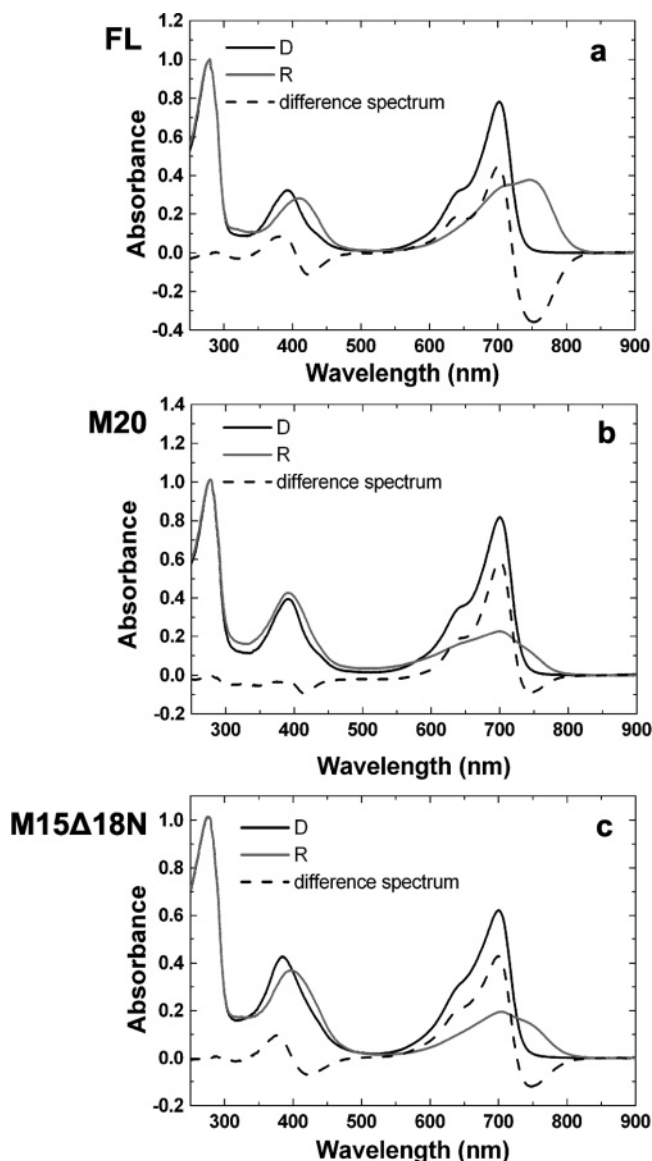 FL
a
D
R
difference spectrum
1.2
1.0
0.8
0.6
0.4
0.2
0.0
-0.2
-0.4
Absorbance
300 400 500 600 700 800 900
Wavelength (nm)
M20
b
D
R
difference spectrum
1.4
1.2
1.0
0.8
0.6
0.4
0.2
0.0
-0.2
Absorbance
300 400 500 600 700 800 900
Wavelength (nm)
M15Δ18N
c
D
R
difference spectrum
1.0
0.8
0.6
0.4
0.2
0.0
-0.2
Absorbance
300 400 500 600 700 800 900
Wavelength (nm)